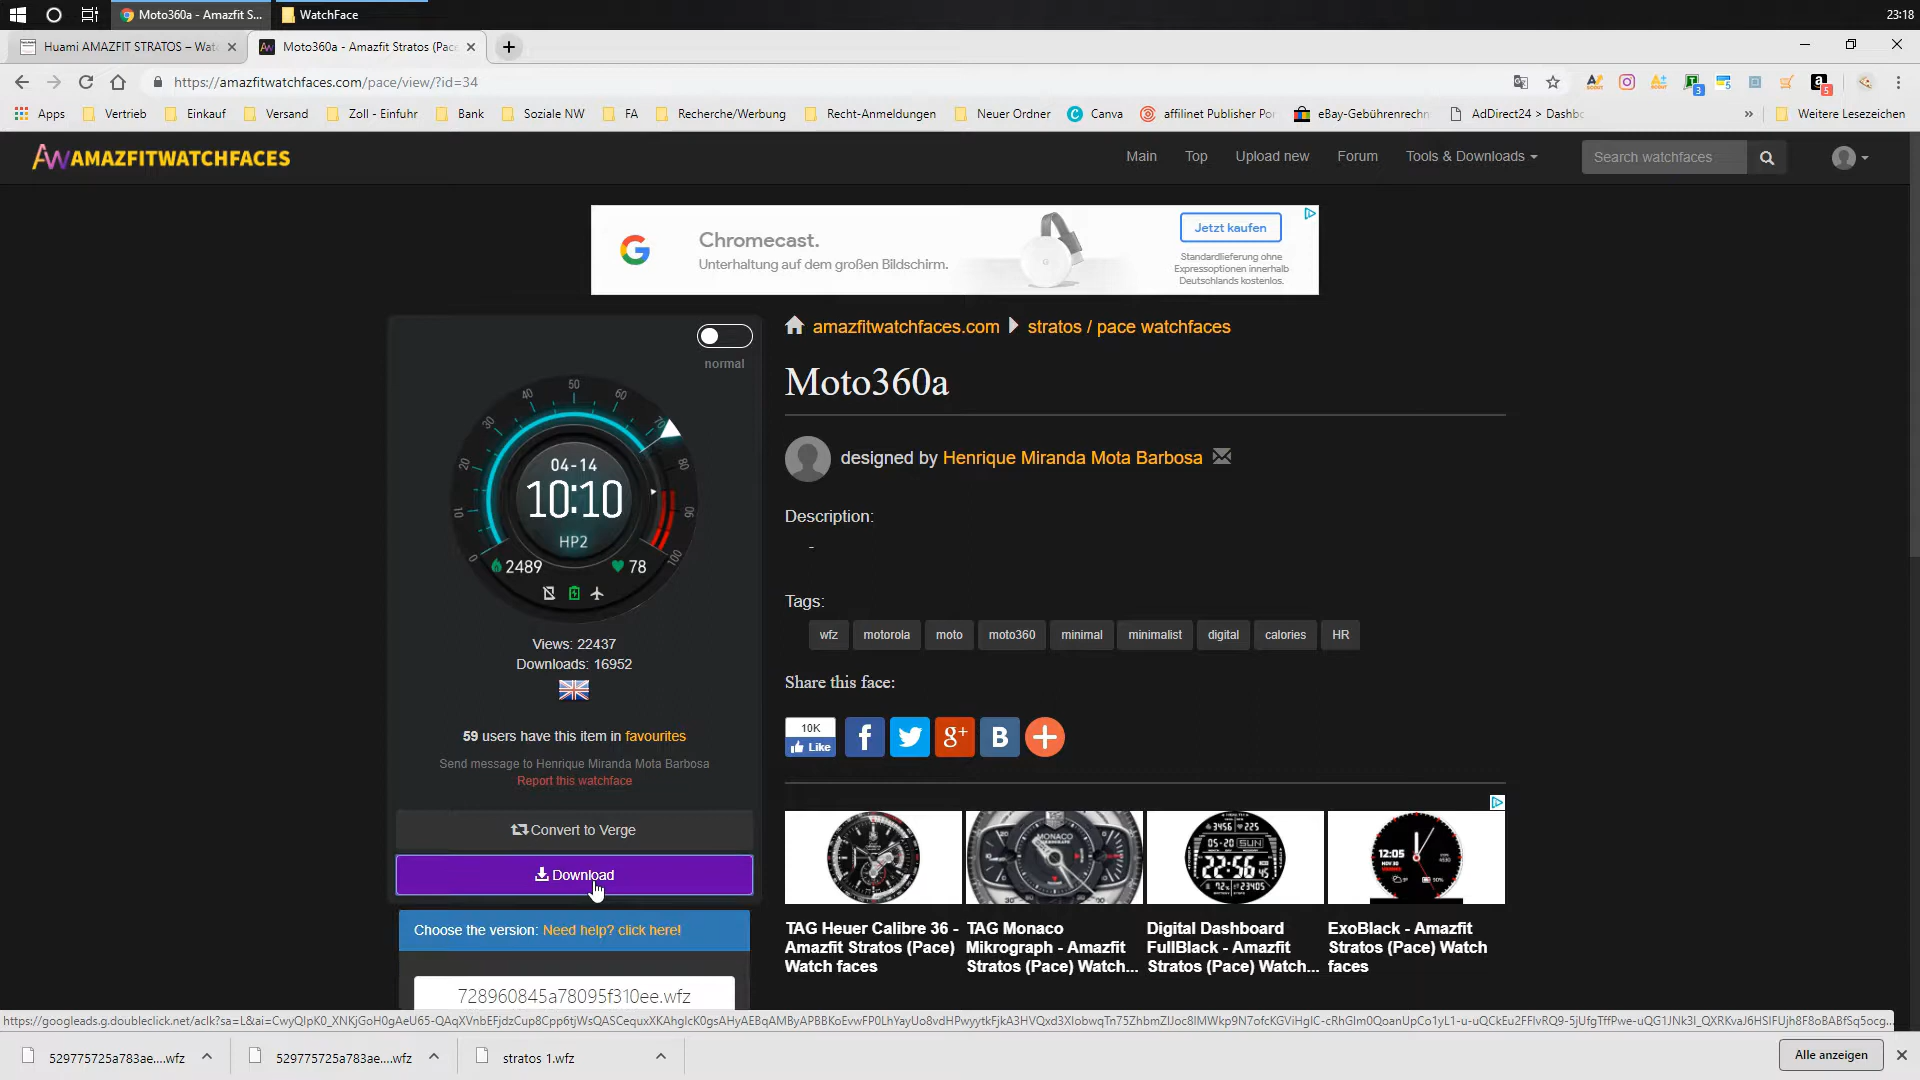 Moto360a - Amazfit S...
WatchFace
23:18
Huami AMAZFIT STRATOS – Wat
Moto360a - Amazfit Stratos (Pac
https://amazfitwatchfaces.com/pace/view/?id=34
Apps
Vertrieb
Einkauf
Versand
Zoll - Einfuhr
Bank
Soziale NW
FA
Recherche/Werbung
Recht-Anmeldungen
Neuer Ordner
Canva
affilinet Publisher Po
eBay-Gebührenrechn
AdDirect24 > Dashbo
»
Weitere Lesezeichen
AMAZFITWATCHFACES
Main
Top
Upload new
Forum
Tools & Downloads
Search watchfaces
Chromecast.
Unterhaltung auf dem großen Bildschirm.
Jetzt kaufen
Standardlieferung ohne
Expressoptionen innerhalb
Deutschlands kostenlos.
normal
0
10
20
30
40
50
60
70
80
90
100
04-14
10:10
HP2
2489
78
Views: 22437
Downloads: 16952
59 users have this item in favourites
Send message to Henrique Miranda Mota Barbosa
Report this watchface
Convert to Verge
Download
Choose the version: Need help? click here!
728960845a78095f310ee.wfz
amazfitwatchfaces.com
stratos / pace watchfaces
Moto360a
designed by Henrique Miranda Mota Barbosa
Description:
-
Tags:
wfz
motorola
moto
moto360
minimal
minimalist
digital
calories
HR
Share this face:
10K
Like
TAG Heuer Calibre 36 -
Amazfit Stratos (Pace)
Watch faces
TAG Monaco
Mikrograph - Amazfit
Stratos (Pace) Watch...
Digital Dashboard
FullBlack - Amazfit
Stratos (Pace) Watch...
ExoBlack - Amazfit
Stratos (Pace) Watch
faces
529775725a783ae....wfz
529775725a783ae....wfz
stratos 1.wfz
Alle anzeigen